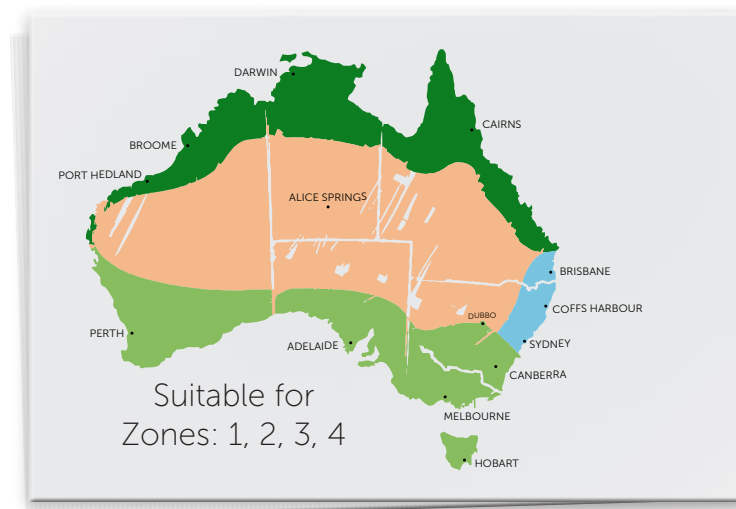 DARWIN
CAIRNS
BROOME
PORT HEDLAND
ALICE SPRINGS
BRISBANE
COFFS HARBOUR
DUBBO
PERTH
ADELAIDE
SYDNEY
CANBERRA
Suitable for
Zones: 1, 2, 3, 4
MELBOURNE
HOBART